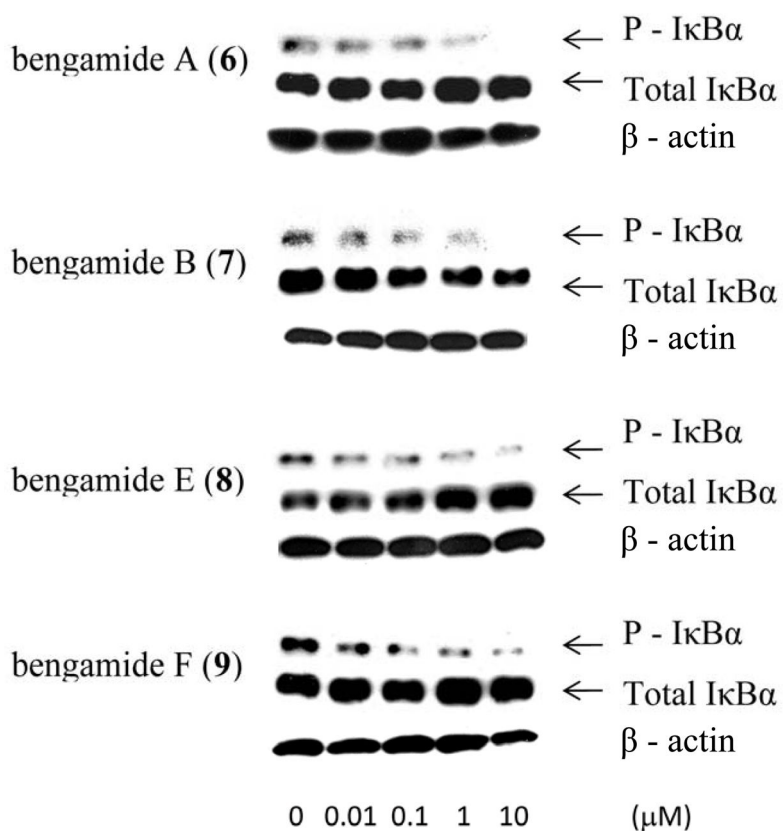 bengamide A (6)
P - IκBα
Total IκBα
β - actin
bengamide B (7)
P - IκBα
Total IκBα
β - actin
bengamide E (8)
P - IκBα
Total IκBα
β - actin
bengamide F (9)
P - IκBα
Total IκBα
β - actin
0 0.01 0.1 1 10 (μM)